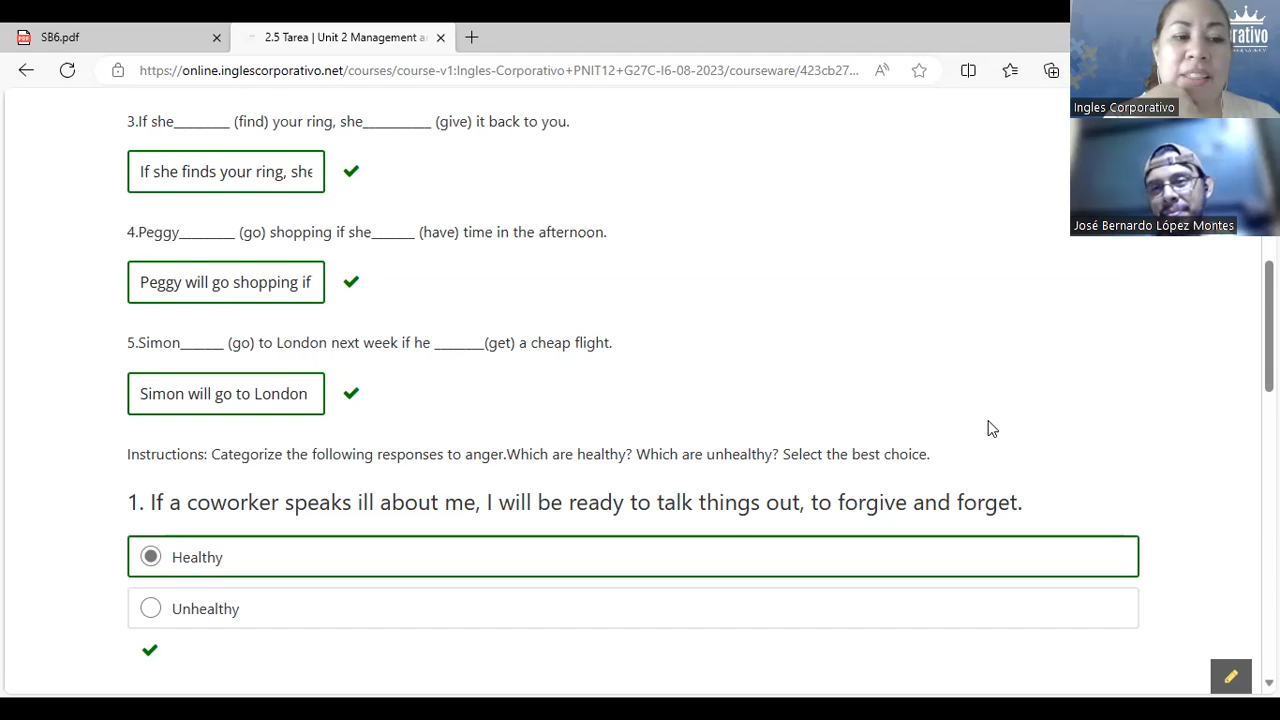 SB6.pdf
2.5 Tarea | Unit 2 Management a
https://online.inglescorporativo.net/courses/course-v1:Ingles-Corporativo+PNIT12+G27C-I6-08-2023/courseware/423cb27...
rativo
Ingles Corporativo
José Bernardo López Montes
3.If she________ (find) your ring, she__________ (give) it back to you.
If she finds your ring, she
4.Peggy________ (go) shopping if she______ (have) time in the afternoon.
Peggy will go shopping if
5.Simon______ (go) to London next week if he _______(get) a cheap flight.
Simon will go to London
Instructions: Categorize the following responses to anger.Which are healthy? Which are unhealthy? Select the best choice.
1. If a coworker speaks ill about me, I will be ready to talk things out, to forgive and forget.
Healthy
Unhealthy